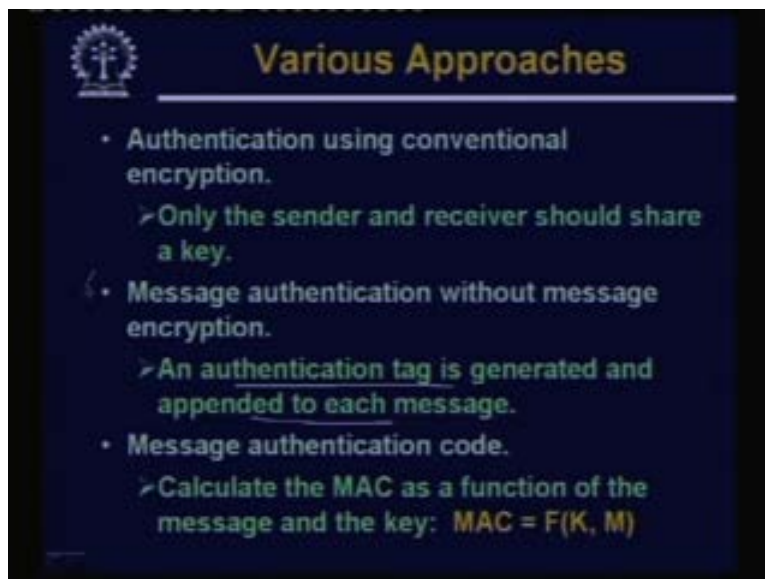 Various Approaches
• Authentication using conventional
encryption.
➢Only the sender and receiver should share
a key.
• Message authentication without message
encryption.
➢An authentication tag is generated and
appended to each message.
• Message authentication code.
➢Calculate the MAC as a function of the
message and the key: MAC = F(K, M)